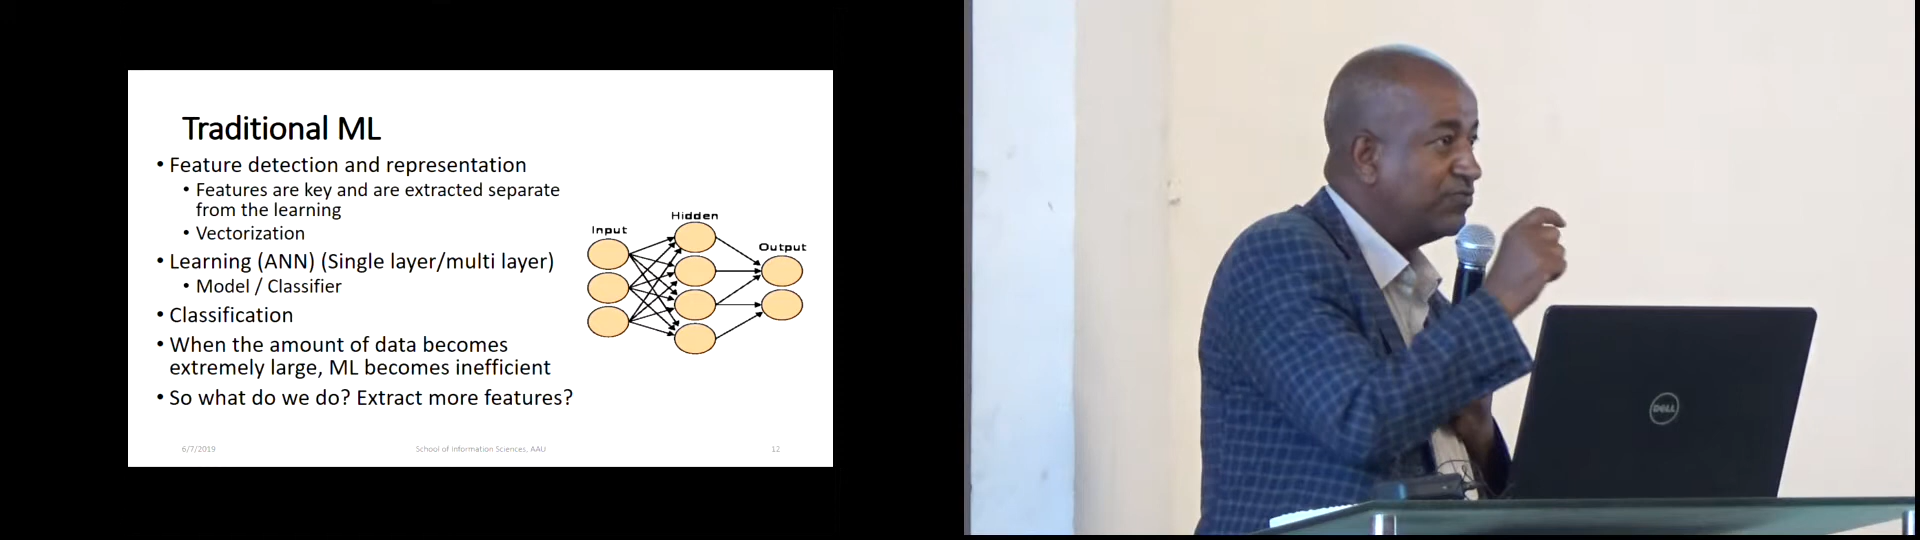 Traditional ML
• Feature detection and representation
• Features are key and are extracted separate
from the learning
• Vectorization
• Learning (ANN) (Single layer/multi layer)
• Model / Classifier
• Classification
• When the amount of data becomes
extremely large, ML becomes inefficient
• So what do we do? Extract more features?
Input
Hidden
Output
6/7/2019
School of Information Sciences, AAU
12
DELL